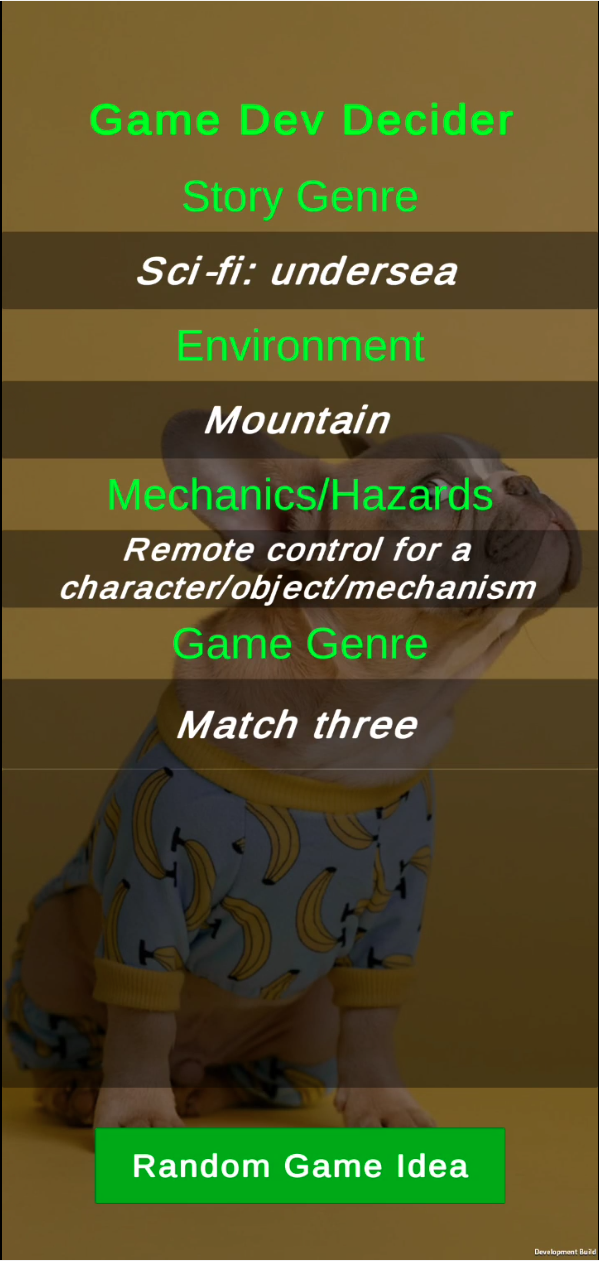 Game Dev Decider
Story Genre
Sci-fi: undersea
Environment
Mountain
Mechanics/Hazards
Remote control for a
character/object/mechanism
Game Genre
Match three
Random Game Idea
Development Build